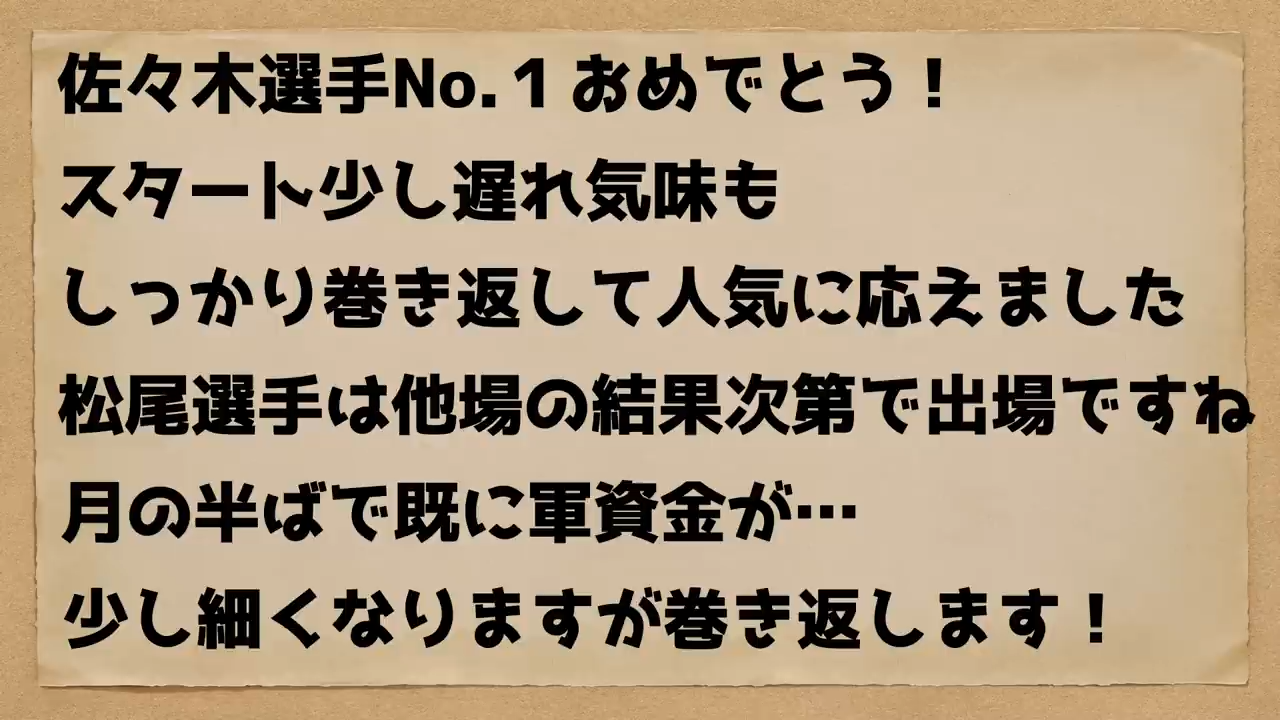 佐々木選手No.１おめでとう！
スタート少し遅れ気味も
しっかり巻き返して人気に応えました
松尾選手は他場の結果次第で出場ですね
月の半ばで既に軍資金が…
少し細くなりますが巻き返します！